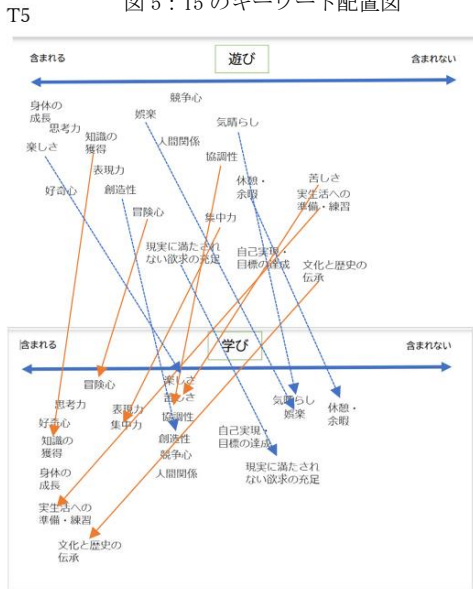 図 5：T5 のキーワード配置図
T5
含まれる
遊び
含まれない
競争心
身体の
成長
娯楽
思考力
気晴らし
知識の
獲得
人間関係
楽しさ
協調性
表現力
休憩・
余暇
苦しさ
好奇心
創造性
実生活への
準備・練習
冒険心
集中力
現実に満たされ
ない欲求の充足
自己実現・
目標の達成
文化と歴史の
伝承
含まれる
学び
含まれない
冒険心
楽しさ
苦しさ
思考力
表現力
気晴らし
娯楽
休憩・
余暇
好奇心
集中力
協調性
知識の
獲得
創造性
自己実現・
目標の達成
競争心
身体の
成長
人間関係
現実に満たされ
ない欲求の充足
実生活への
準備・練習
文化と歴史の
伝承